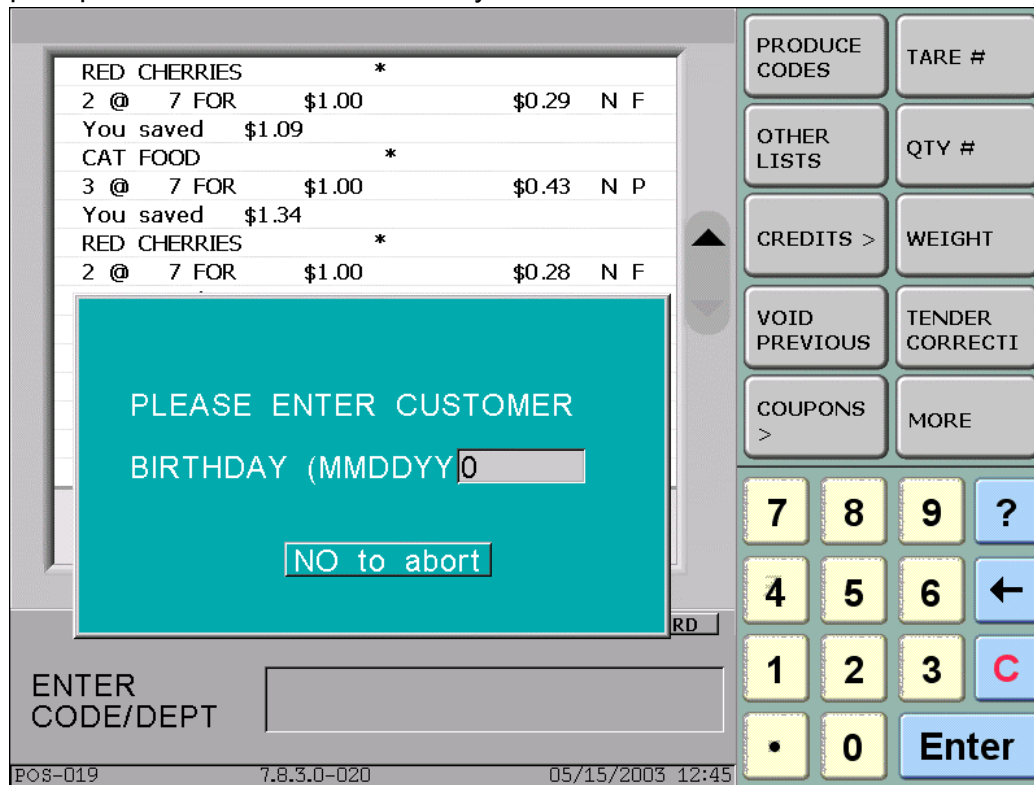 RED CHERRIES *
2 @ 7 FOR $1.00 $0.29 N F
You saved $1.09
CAT FOOD *
3 @ 7 FOR $1.00 $0.43 N P
You saved $1.34
RED CHERRIES *
2 @ 7 FOR $1.00 $0.28 N F
PLEASE ENTER CUSTOMER
BIRTHDAY (MMDDYY 0
NO to abort
RD
ENTER
CODE/DEPT
POS-019 7.8.3.0-020 05/15/2003 12:45
PRODUCE
CODES
TARE #
OTHER
LISTS
QTY #
CREDITS >
WEIGHT
VOID
PREVIOUS
TENDER
CORRECTI
COUPONS
>
MORE
7 8 9 ?
4 5 6 ←
1 2 3 C
. 0 Enter